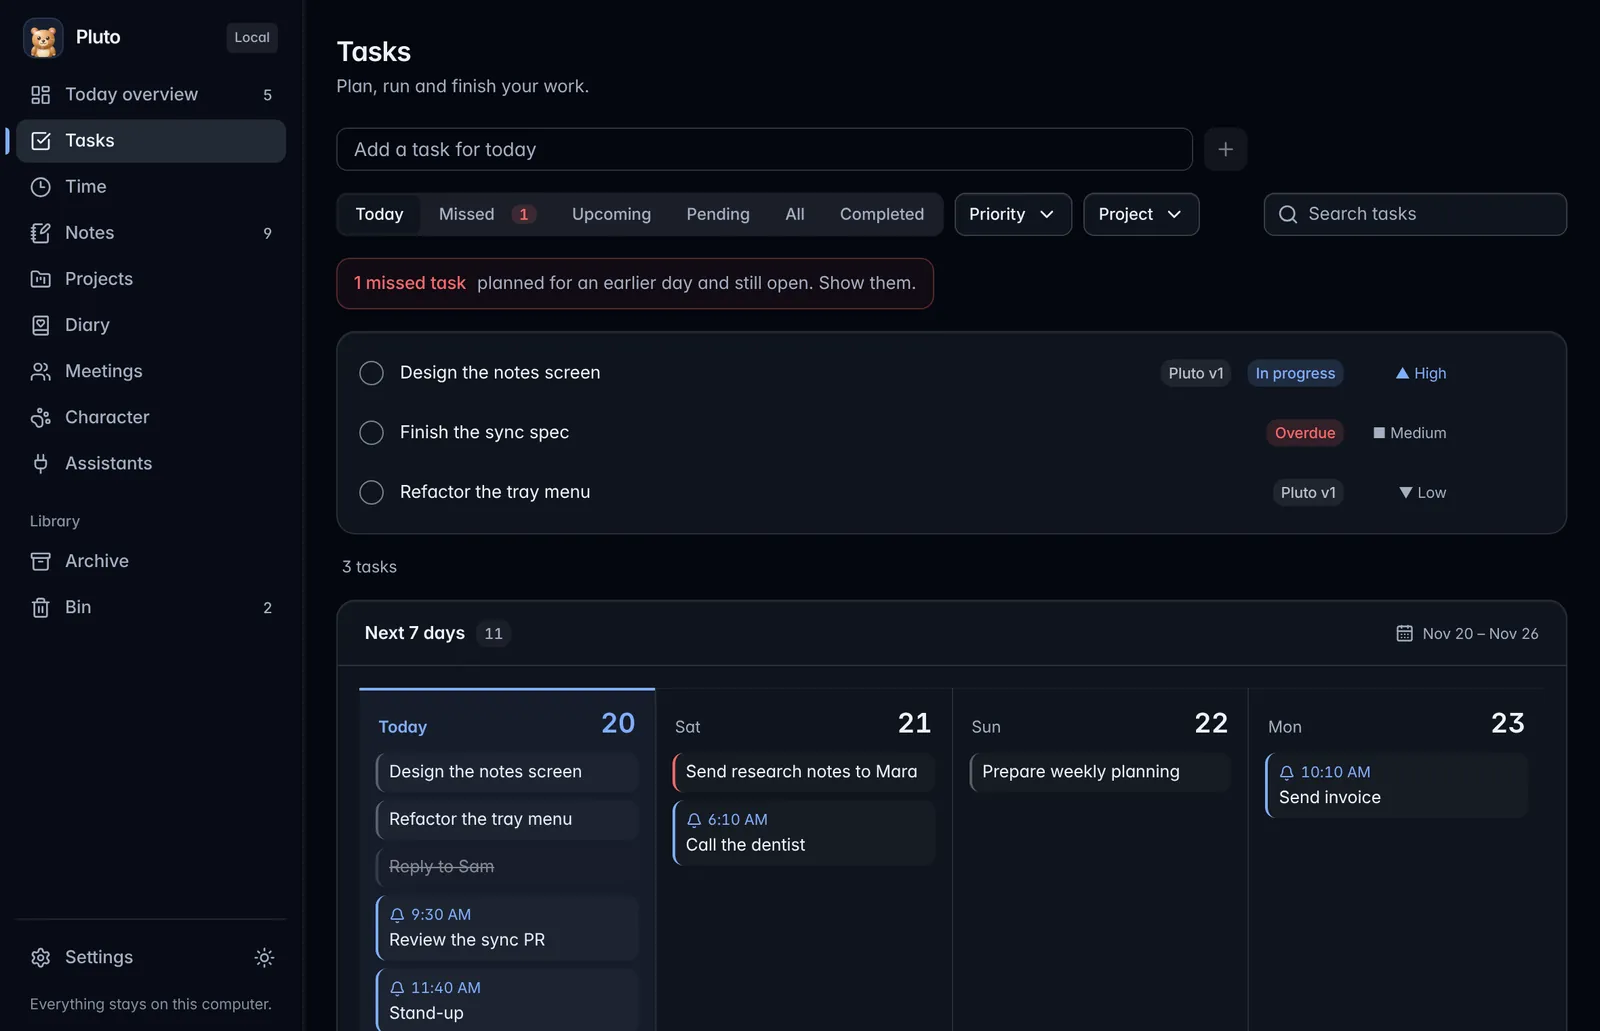 Pluto
Local
Today overview 5
Tasks
Time
Notes 9
Projects
Diary
Meetings
Character
Assistants
Library
Archive
Bin 2
Settings
Everything stays on this computer.
Tasks
Plan, run and finish your work.
Add a task for today
Today Missed 1 Upcoming Pending All Completed Priority Project Search tasks
1 missed task planned for an earlier day and still open. Show them.
Design the notes screen Pluto v1 In progress High
Finish the sync spec Overdue Medium
Refactor the tray menu Pluto v1 Low
3 tasks
Next 7 days 11 Nov 20 – Nov 26
Today 20
Design the notes screen
Refactor the tray menu
Reply to Sam
9:30 AM
Review the sync PR
11:40 AM
Stand-up
Sat 21
Send research notes to Mara
6:10 AM
Call the dentist
Sun 22
Prepare weekly planning
Mon 23
10:10 AM
Send invoice